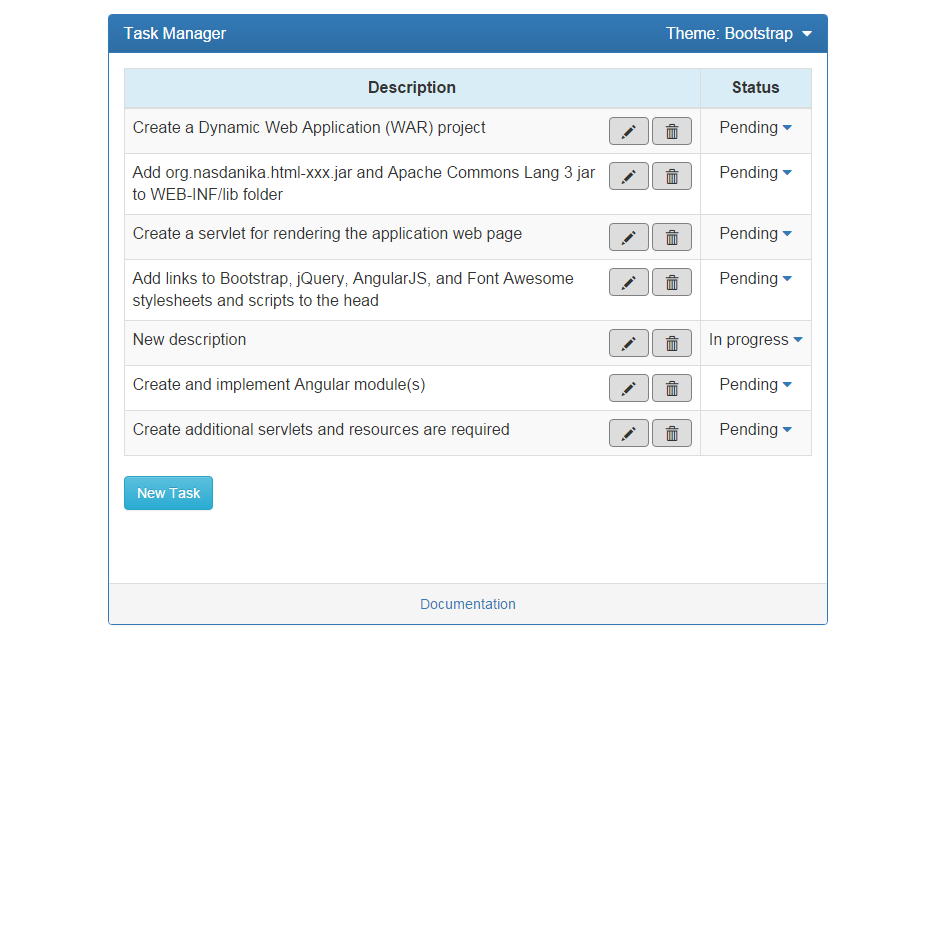 Task Manager Theme: Bootstrap
Description Status
Create a Dynamic Web Application (WAR) project Pending
Add org.nasdanika.html-xxx.jar and Apache Commons Lang 3 jar Pending
to WEB-INF/lib folder
Create a servlet for rendering the application web page Pending
Add links to Bootstrap, jQuery, AngularJS, and Font Awesome Pending
stylesheets and scripts to the head
New description In progress
Create and implement Angular module(s) Pending
Create additional servlets and resources are required Pending
New Task
Documentation